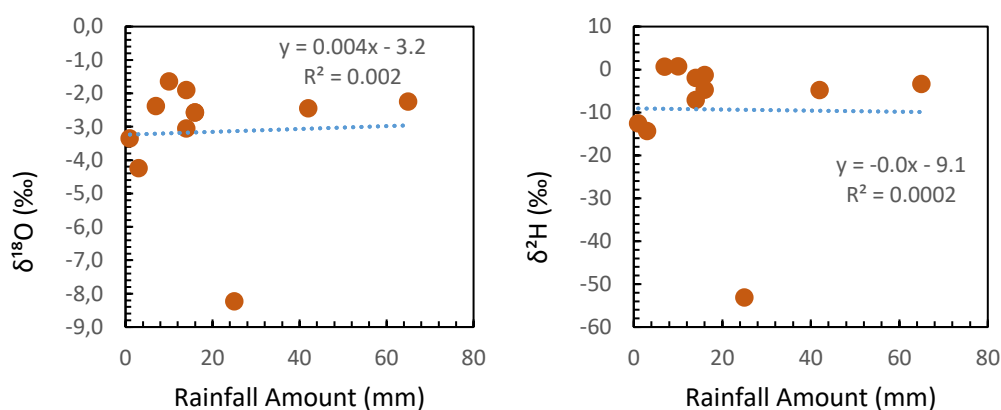 0,0
-1,0
-2,0
-3,0
-4,0
-5,0
-6,0
-7,0
-8,0
-9,0
δ¹⁸O (‰)
y = 0.004x - 3.2
R² = 0.002
0 20 40 60 80
Rainfall Amount (mm)
10
0
-10
-20
-30
-40
-50
-60
δ²H (‰)
y = -0.0x - 9.1
R² = 0.0002
0 20 40 60 80
Rainfall Amount (mm)